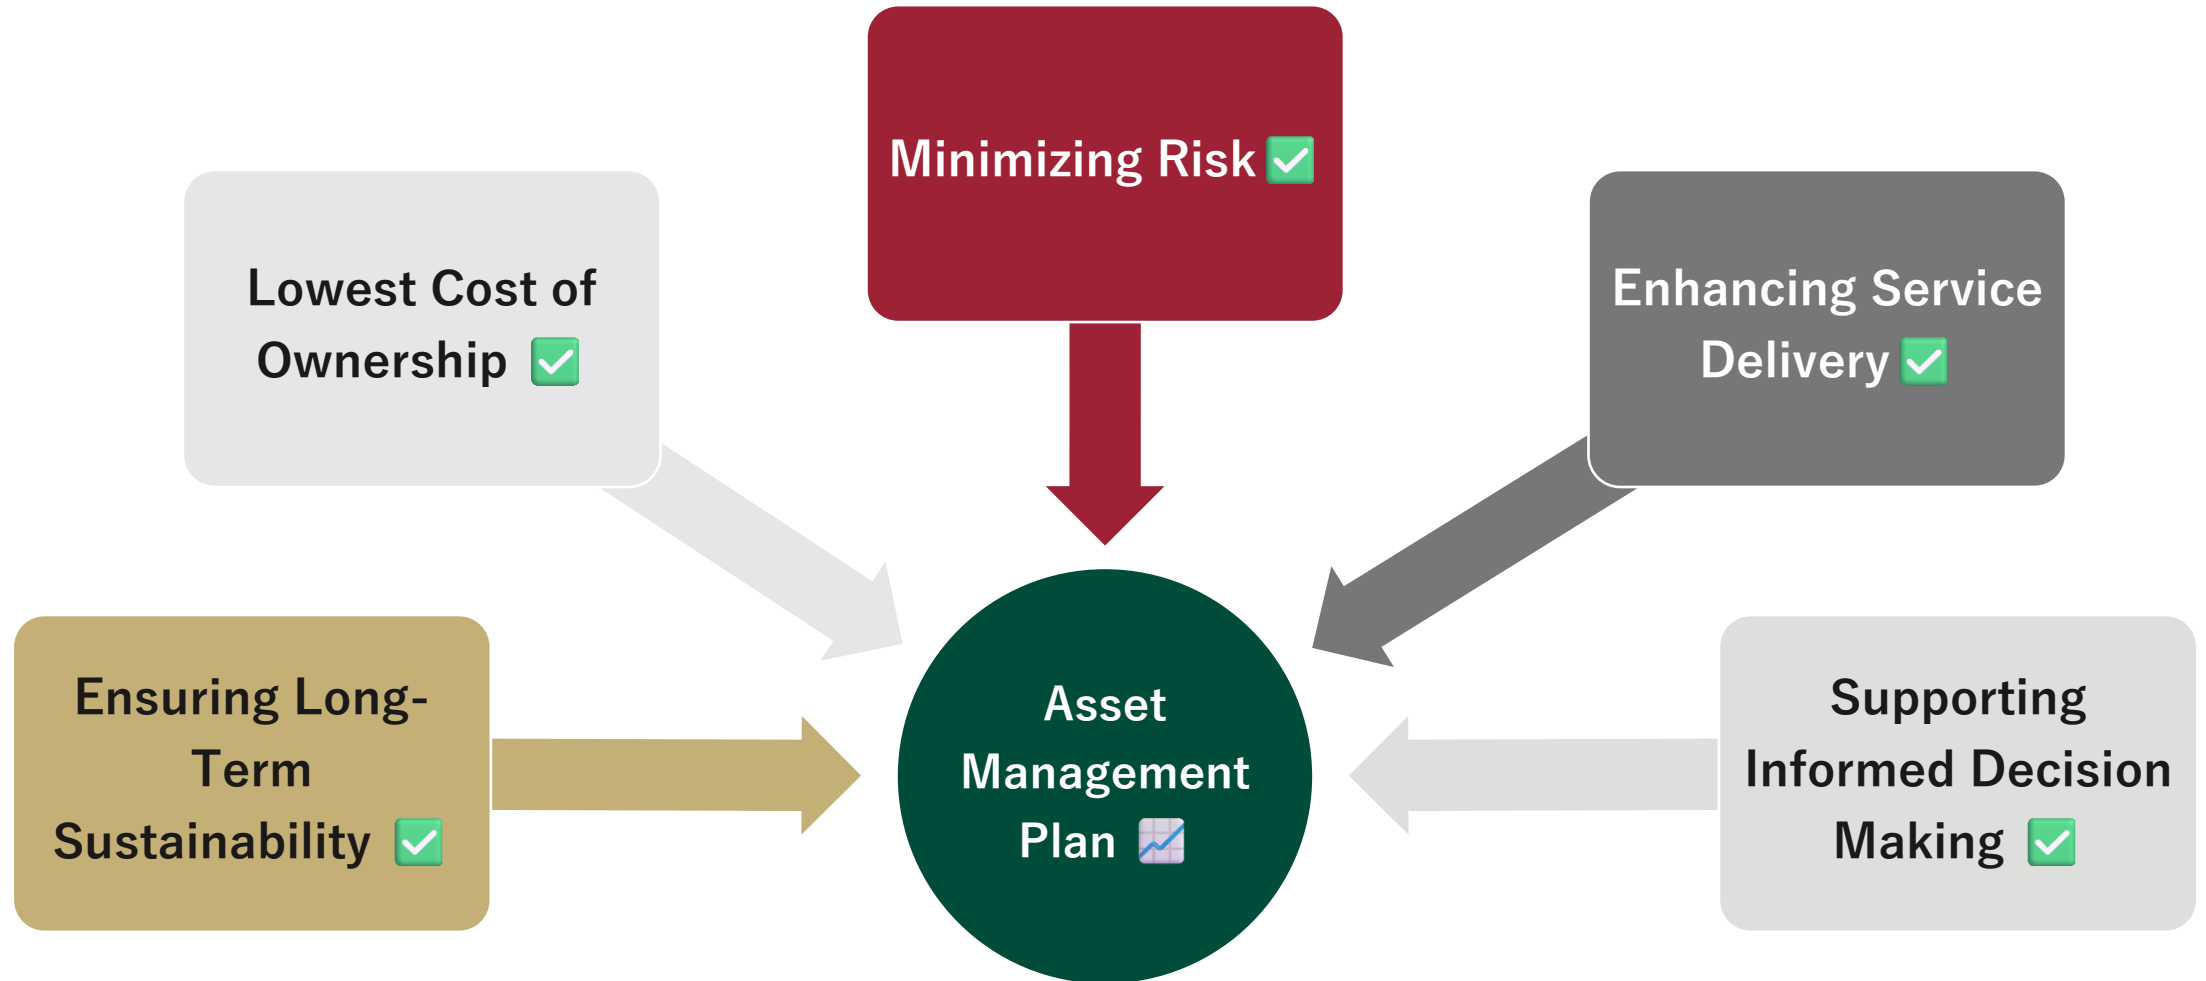 Minimizing Risk ✅
Lowest Cost of
Ownership ✅
Enhancing Service
Delivery ✅
Ensuring Long-
Term
Sustainability ✅
Asset
Management
Plan 📈
Supporting
Informed Decision
Making ✅